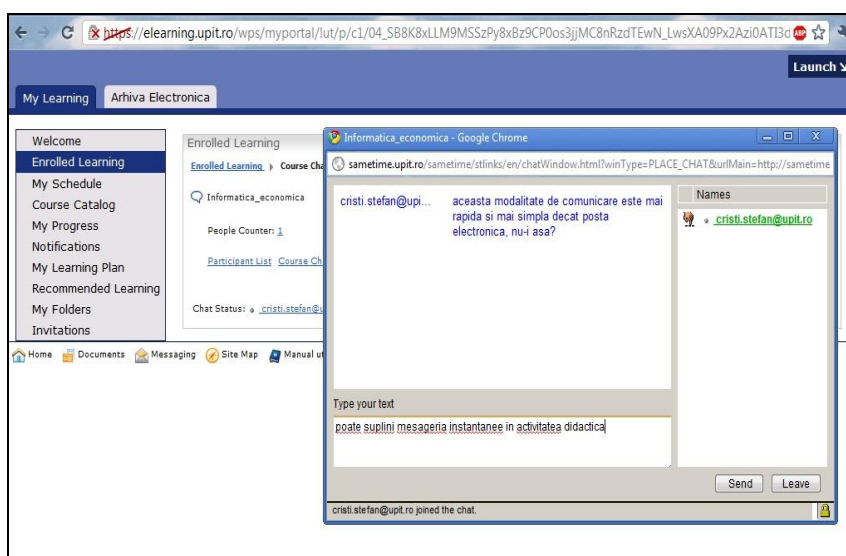 https://elearning.upit.ro/wps/myportal/!ut/p/c1/04_SB8K8xLLM9MSSzPy8xBz9CP0os3jjMC8nRzdTEwN_LwsXA09Px2Azi0ATI3d
ABP
Launch
My Learning
Arhiva Electronica
Welcome
Enrolled Learning
My Schedule
Course Catalog
My Progress
Notifications
My Learning Plan
Recommended Learning
My Folders
Invitations
Enrolled Learning
Enrolled Learning Course Cha
Informatica_economica
People Counter: 1
Participant List Course Ch
Chat Status: cristi.stefan@u
Home Documents Messaging Site Map Manual ut
Informatica_economica - Google Chrome
sametime.upit.ro/sametime/stlinks/en/chatWindow.html?winType=PLACE_CHAT&urlMain=http://sametime
cristi.stefan@upi... aceasta modalitate de comunicare este mai
rapida si mai simpla decat posta
electronica, nu-i asa?
Names
cristi.stefan@upit.ro
Type your text
poate suplini mesageria instantanee in activitatea didactica
Send Leave
cristi.stefan@upit.ro joined the chat.